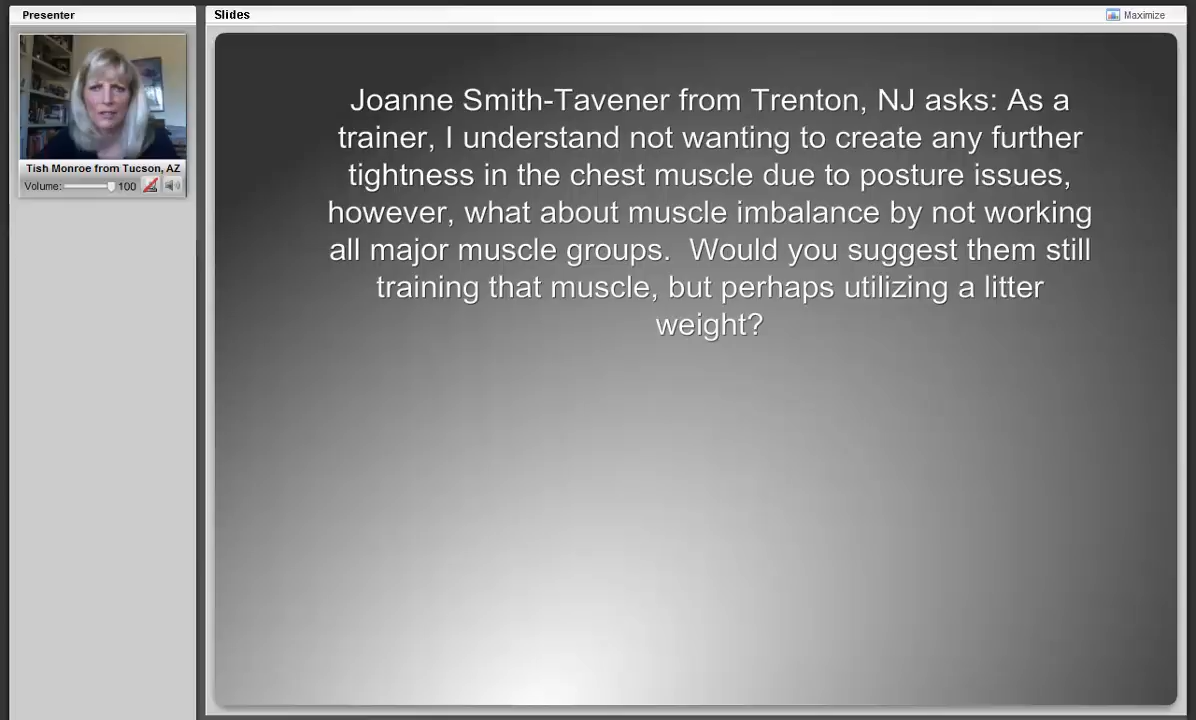 Presenter
Slides
Maximize
Joanne Smith-Tavener from Trenton, NJ asks: As a
trainer, I understand not wanting to create any further
tightness in the chest muscle due to posture issues,
however, what about muscle imbalance by not working
all major muscle groups.  Would you suggest them still
training that muscle, but perhaps utilizing a litter
weight?
Tish Monroe from Tucson, AZ
Volume: 100